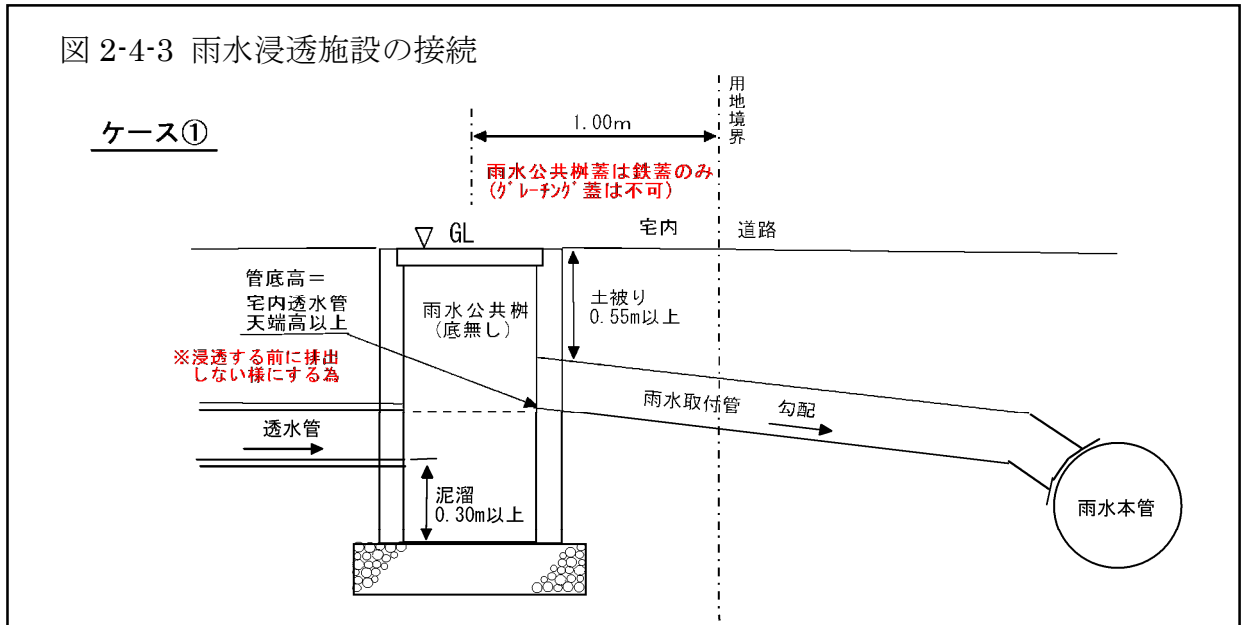 図 2-4-3 雨水浸透施設の接続
ケース①
1.00m
用地境界
雨水公共桝蓋は鉄蓋のみ
(グレーチング蓋は不可)
宅内
道路
GL
管底高＝
宅内透水管
天端高以上
※浸透する前に排出
しない様にする為
雨水公共桝
(底無し)
土被り
0.55m以上
雨水取付管
勾配
透水管
泥溜
0.30m以上
雨水本管